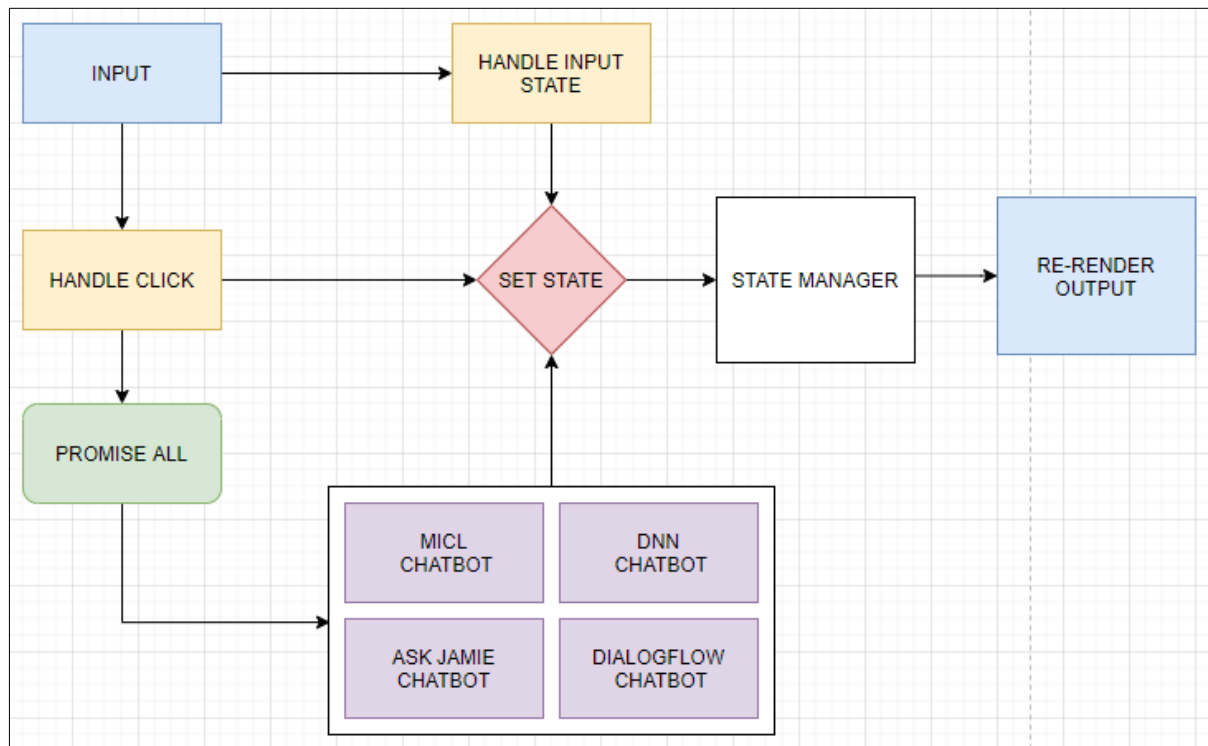 INPUT
HANDLE INPUT
STATE
HANDLE CLICK
SET STATE
STATE MANAGER
RE-RENDER
OUTPUT
PROMISE ALL
MICL
CHATBOT
DNN
CHATBOT
ASK JAMIE
CHATBOT
DIALOGFLOW
CHATBOT